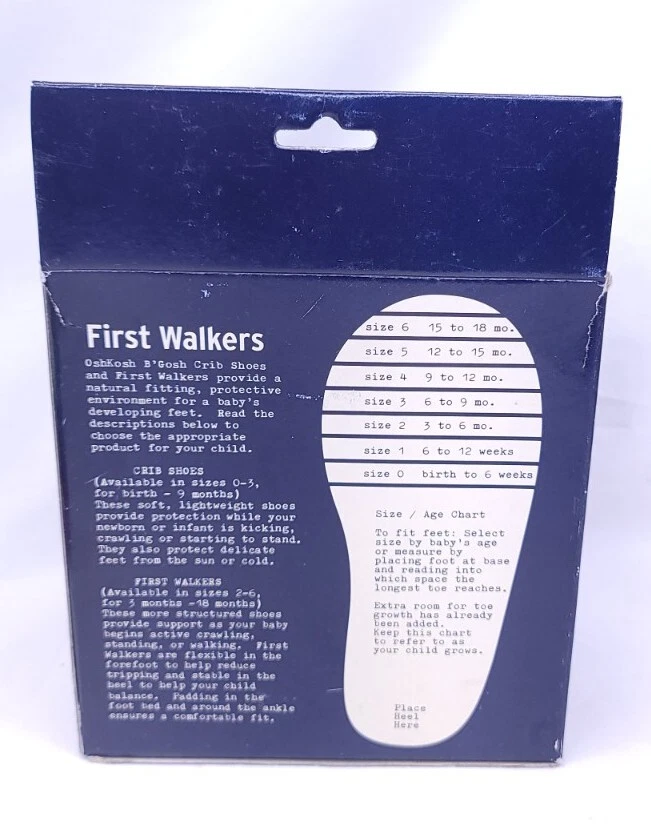 First Walkers
OshKosh B'Gosh Crib Shoes
and First Walkers provide a
natural fitting, protective
environment for a baby's
developing feet. Read the
descriptions below to
choose the appropriate
product for your child.
CRIB SHOES
(Available in sizes 0-3,
for birth - 9 months)
These soft, lightweight shoes
provide protection while your
newborn or infant is kicking,
crawling or starting to stand.
They also protect delicate
feet from the sun or cold.
FIRST WALKERS
(Available in sizes 2-6,
for 3 months -18 months)
These more structured shoes
provide support as your baby
begins active crawling,
standing, or walking. First
Walkers are flexible in the
forefoot to help reduce
tripping and stable in the
heel to help your child
balance. Padding in the
foot bed and around the ankle
ensures a comfortable fit.
size 6 15 to 18 mo.
size 5 12 to 15 mo.
size 4 9 to 12 mo.
size 3 6 to 9 mo.
size 2 3 to 6 mo.
size 1 6 to 12 weeks
size 0 birth to 6 weeks
Size / Age Chart
To fit feet: Select
size by baby's age
or measure by
placing foot at base
and reading into
which space the
longest toe reaches.
Extra room for toe
growth has already
been added.
Keep this chart
to refer to as
your child grows.
Place
Heel
Here